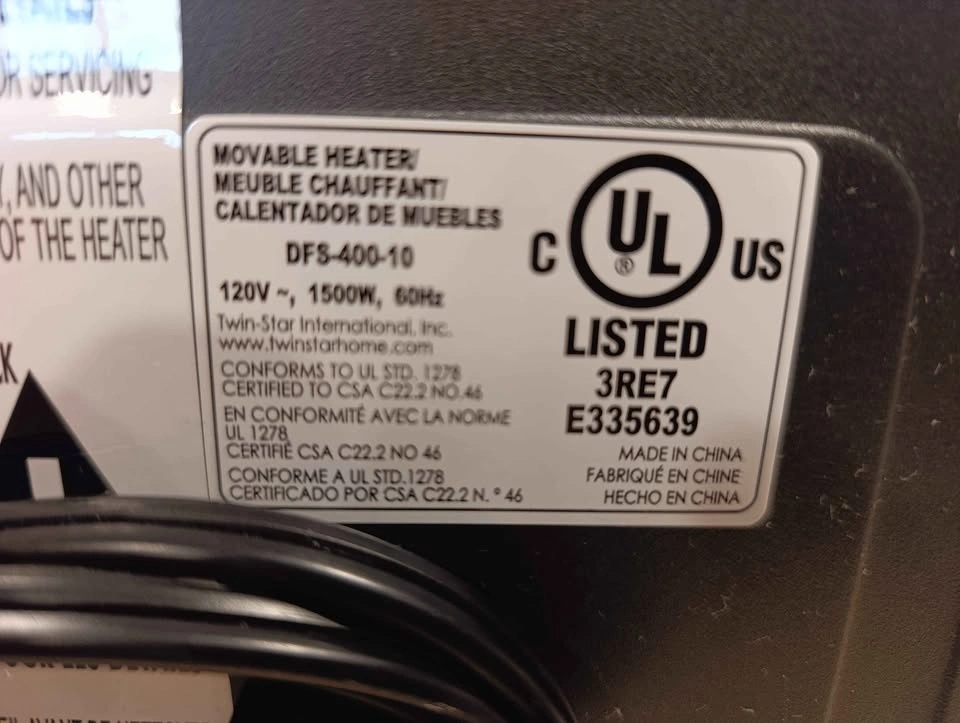 OR SERVICING
AND OTHER
OF THE HEATER
MOVABLE HEATER/
MEUBLE CHAUFFANT/
CALENTADOR DE MUEBLES
DFS-400-10
120V ~, 1500W, 60Hz
Twin-Star International, Inc.
www.twinstarhome.com
CONFORMS TO UL STD. 1278
CERTIFIED TO CSA C22.2 NO.46
EN CONFORMITÉ AVEC LA NORME
UL 1278
CERTIFIÉ CSA C22.2 NO 46
CONFORME A UL STD.1278
CERTIFICADO POR CSA C22.2 N. º 46
C UL® US
LISTED
3RE7
E335639
MADE IN CHINA
FABRIQUÉ EN CHINE
HECHO EN CHINA